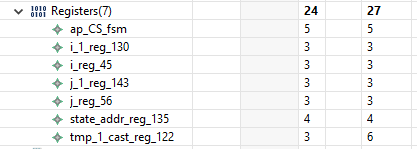 Registers(7) 24 27
ap_CS_fsm 5 5
i_1_reg_130 3 3
i_reg_45 3 3
j_1_reg_143 3 3
j_reg_56 3 3
state_addr_reg_135 4 4
tmp_1_cast_reg_122 3 6